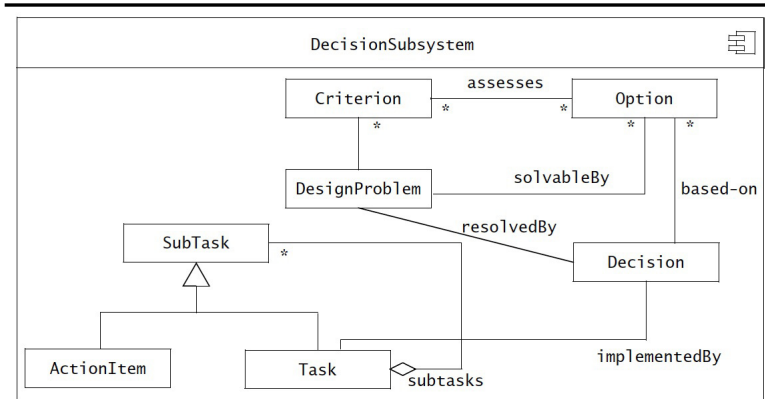 DecisionSubsystem
assesses
Criterion
Option
*
*
*
*
*
solvableBy
DesignProblem
based-on
resolvedBy
SubTask
*
Decision
implementedBy
ActionItem
Task
subtasks